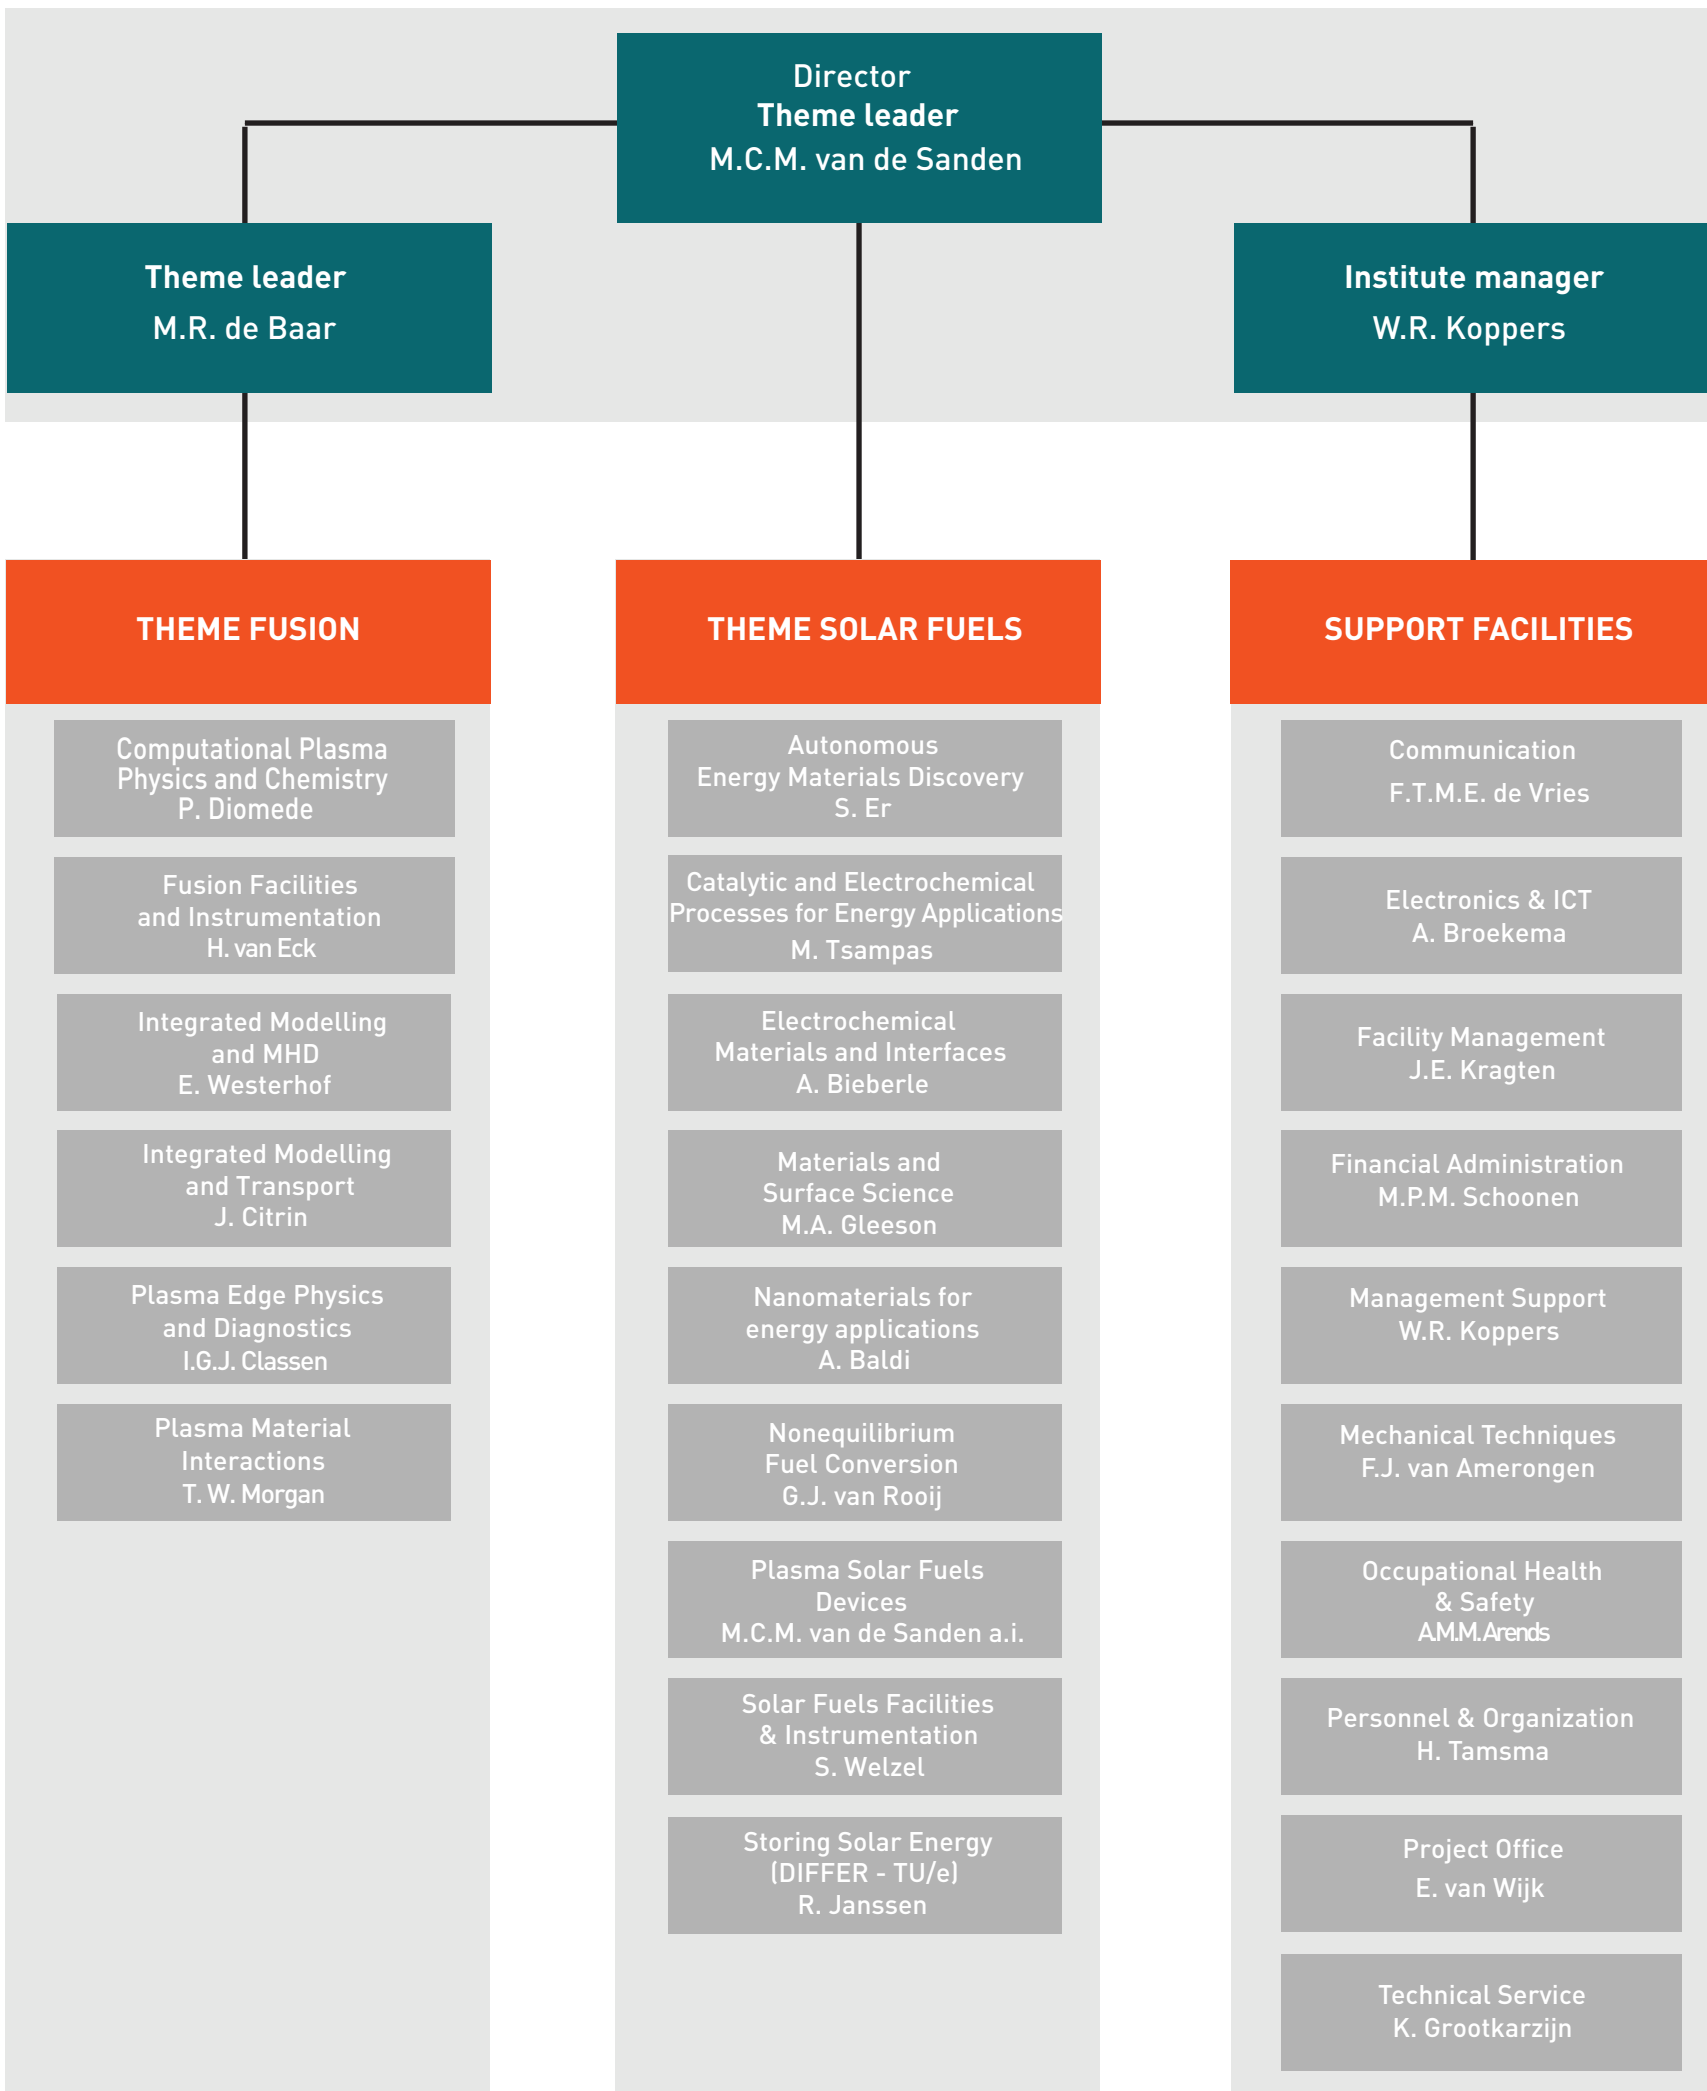 Director
Theme leader
M.C.M. van de Sanden
Theme leader
M.R. de Baar
Institute manager
W.R. Koppers
THEME FUSION
Computational Plasma
Physics and Chemistry
P. Diomede
Fusion Facilities
and Instrumentation
H. van Eck
Integrated Modelling
and MHD
E. Westerhof
Integrated Modelling
and Transport
J. Citrin
Plasma Edge Physics
and Diagnostics
I.G.J. Classen
Plasma Material
Interactions
T. W. Morgan
THEME SOLAR FUELS
Autonomous
Energy Materials Discovery
S. Er
Catalytic and Electrochemical
Processes for Energy Applications
M. Tsampas
Electrochemical
Materials and Interfaces
A. Bieberle
Materials and
Surface Science
M.A. Gleeson
Nanomaterials for
energy applications
A. Baldi
Nonequilibrium
Fuel Conversion
G.J. van Rooij
Plasma Solar Fuels
Devices
M.C.M. van de Sanden a.i.
Solar Fuels Facilities
& Instrumentation
S. Welzel
Storing Solar Energy
(DIFFER - TU/e)
R. Janssen
SUPPORT FACILITIES
Communication
F.T.M.E. de Vries
Electronics & ICT
A. Broekema
Facility Management
J.E. Kragten
Financial Administration
M.P.M. Schoonen
Management Support
W.R. Koppers
Mechanical Techniques
F.J. van Amerongen
Occupational Health
& Safety
A.M.M. Arends
Personnel & Organization
H. Tamsma
Project Office
E. van Wijk
Technical Service
K. Grootkarzijn